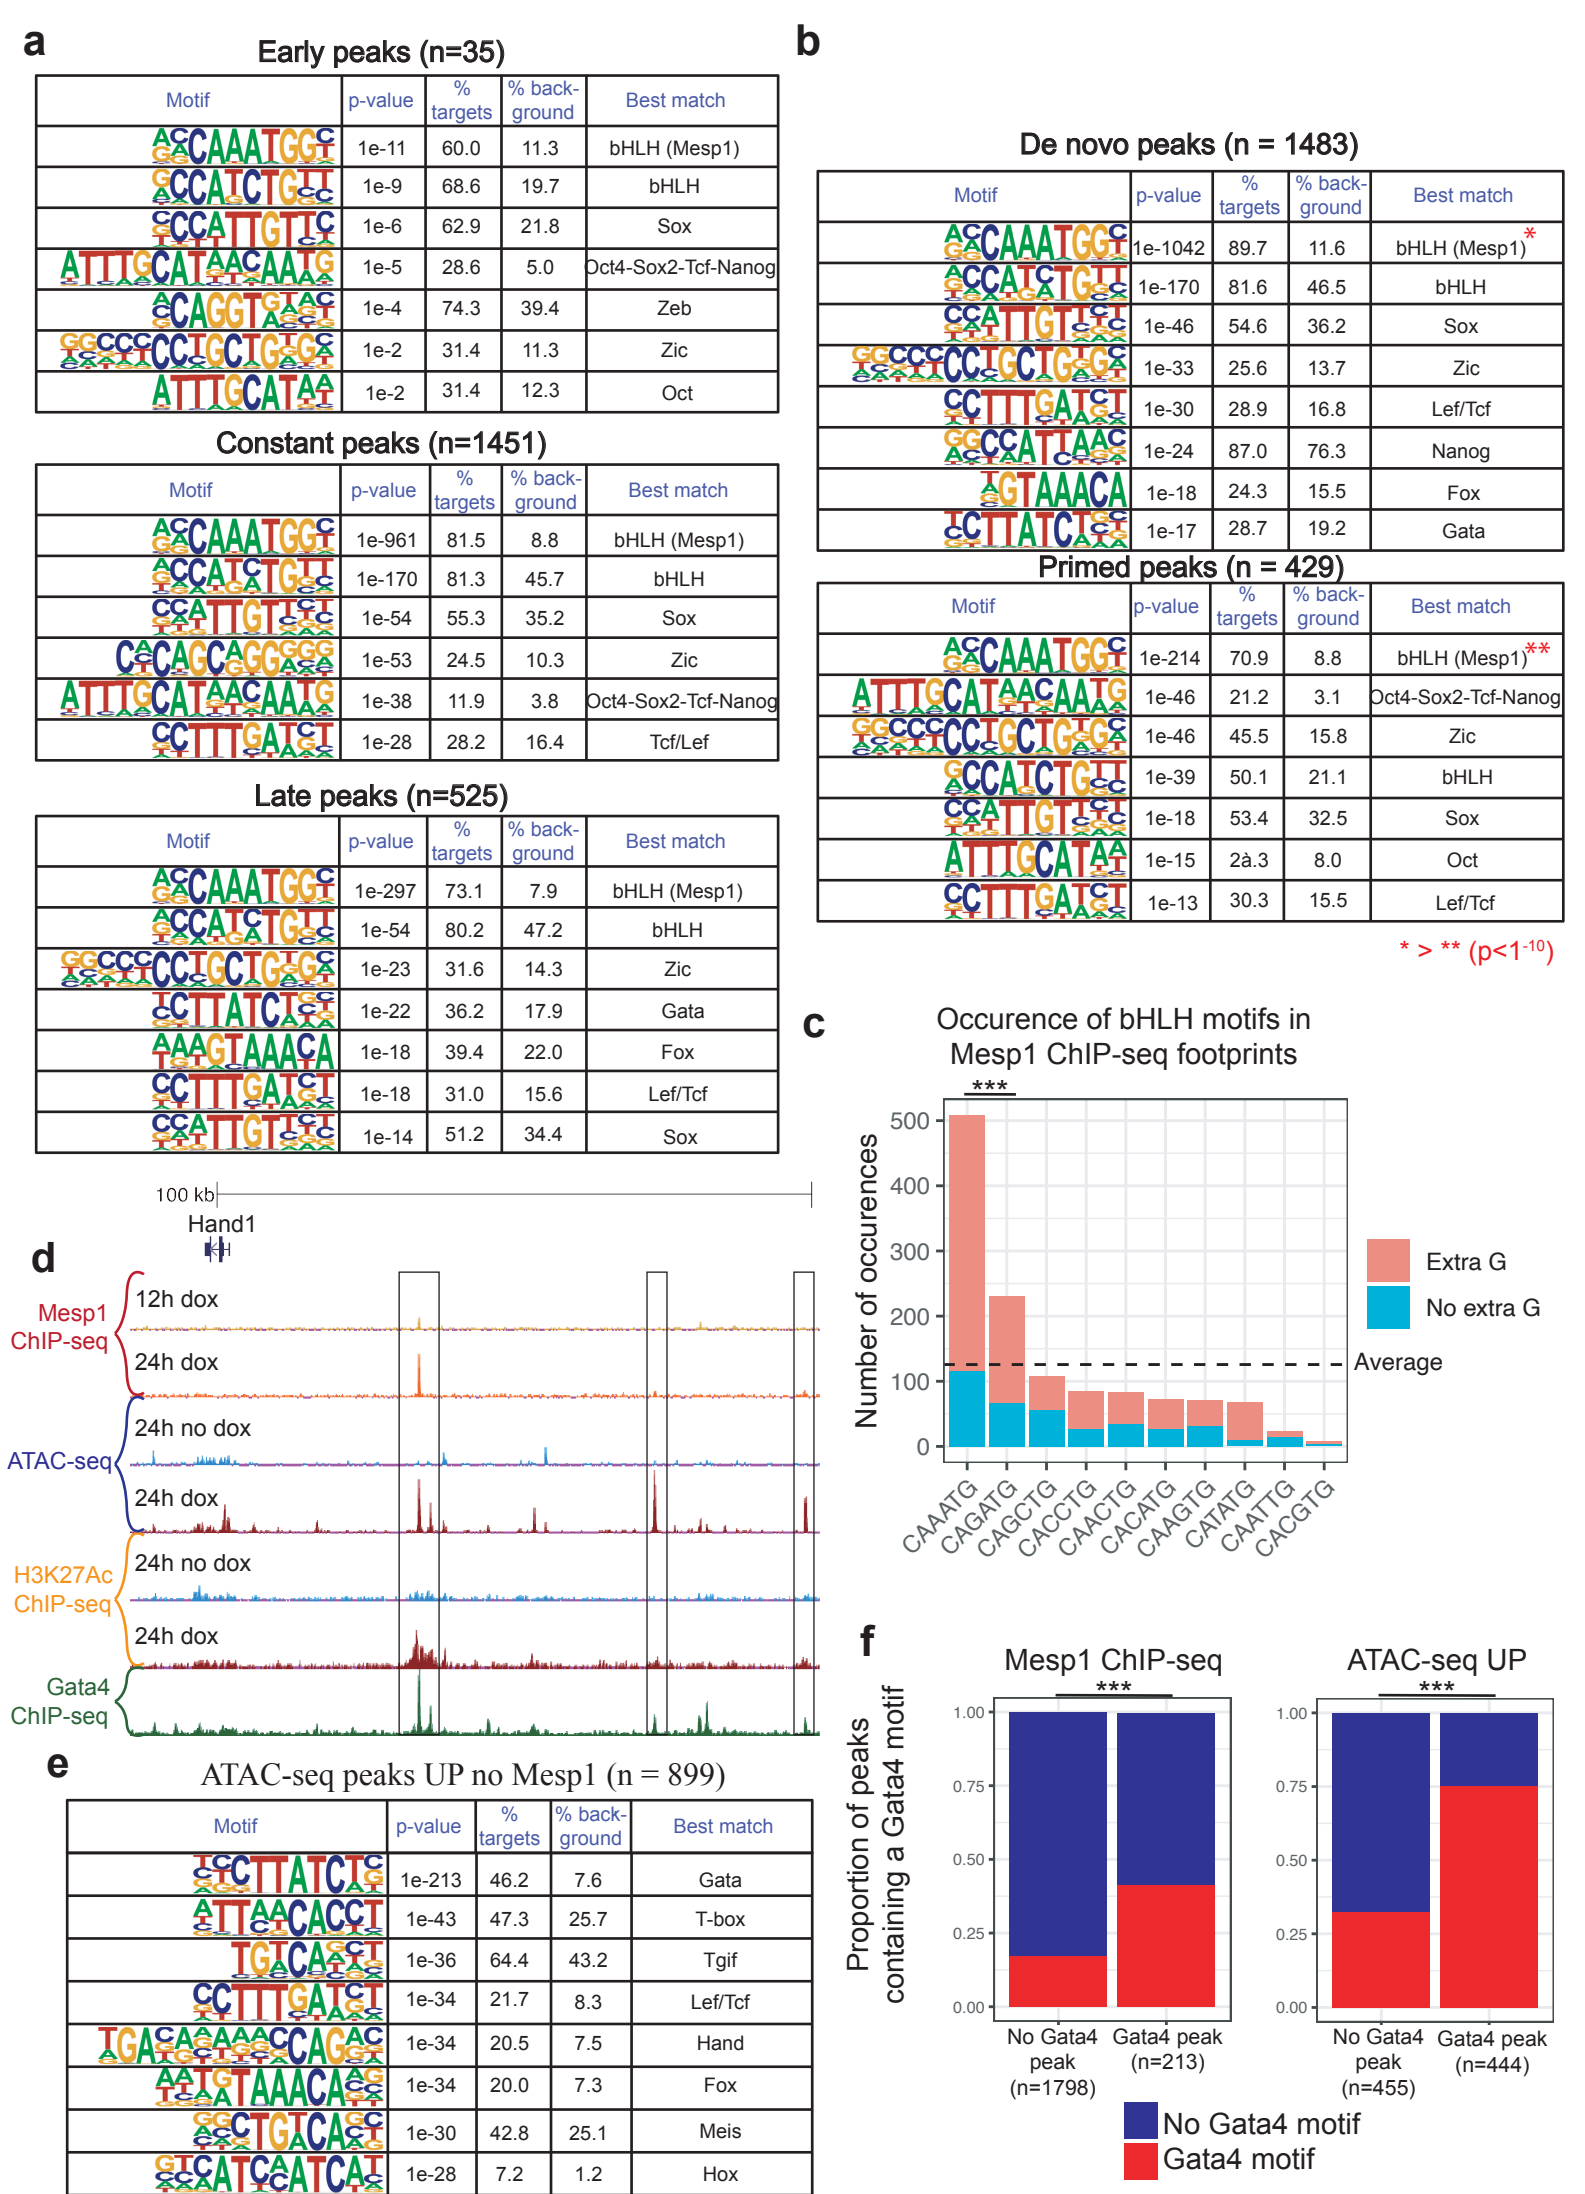 a
Early peaks (n=35)
Motif p-value % targets % back-ground Best match
1e-11 60.0 11.3 bHLH (Mesp1)
1e-9 68.6 19.7 bHLH
1e-6 62.9 21.8 Sox
1e-5 28.6 5.0 Oct4-Sox2-Tcf-Nanog
1e-4 74.3 39.4 Zeb
1e-2 31.4 11.3 Zic
1e-2 31.4 12.3 Oct
Constant peaks (n=1451)
Motif p-value % targets % back-ground Best match
1e-961 81.5 8.8 bHLH (Mesp1)
1e-170 81.3 45.7 bHLH
1e-54 55.3 35.2 Sox
1e-53 24.5 10.3 Zic
1e-38 11.9 3.8 Oct4-Sox2-Tcf-Nanog
1e-28 28.2 16.4 Tcf/Lef
Late peaks (n=525)
Motif p-value % targets % back-ground Best match
1e-297 73.1 7.9 bHLH (Mesp1)
1e-54 80.2 47.2 bHLH
1e-23 31.6 14.3 Zic
1e-22 36.2 17.9 Gata
1e-18 39.4 22.0 Fox
1e-18 31.0 15.6 Lef/Tcf
1e-14 51.2 34.4 Sox
b
De novo peaks (n = 1483)
Motif p-value % targets % back-ground Best match
1e-1042 89.7 11.6 bHLH (Mesp1)*
1e-170 81.6 46.5 bHLH
1e-46 54.6 36.2 Sox
1e-33 25.6 13.7 Zic
1e-30 28.9 16.8 Lef/Tcf
1e-24 87.0 76.3 Nanog
1e-18 24.3 15.5 Fox
1e-17 28.7 19.2 Gata
Primed peaks (n = 429)
Motif p-value % targets % back-ground Best match
1e-214 70.9 8.8 bHLH (Mesp1)**
1e-46 21.2 3.1 Oct4-Sox2-Tcf-Nanog
1e-46 45.5 15.8 Zic
1e-39 50.1 21.1 bHLH
1e-18 53.4 32.5 Sox
1e-15 2à.3 8.0 Oct
1e-13 30.3 15.5 Lef/Tcf
* > ** (p<1-10)
c
Occurence of bHLH motifs in
Mesp1 ChIP-seq footprints
***
Number of occurences
500
400
300
200
100
0
Average
Extra G
No extra G
CAAATG
CAGATG
CAGCTG
CACCTG
CAACTG
CACATG
CAAGTG
CATATG
CAATTG
CACGTG
d
100 kb
Hand1
Mesp1
ChIP-seq
12h dox
24h dox
ATAC-seq
24h no dox
24h dox
H3K27Ac
ChIP-seq
24h no dox
24h dox
Gata4
ChIP-seq
e
ATAC-seq peaks UP no Mesp1 (n = 899)
Motif p-value % targets % back-ground Best match
1e-213 46.2 7.6 Gata
1e-43 47.3 25.7 T-box
1e-36 64.4 43.2 Tgif
1e-34 21.7 8.3 Lef/Tcf
1e-34 20.5 7.5 Hand
1e-34 20.0 7.3 Fox
1e-30 42.8 25.1 Meis
1e-28 7.2 1.2 Hox
f
Proportion of peaks
containing a Gata4 motif
Mesp1 ChIP-seq
***
1.00
0.75
0.50
0.25
0.00
No Gata4
peak
(n=1798)
Gata4 peak
(n=213)
ATAC-seq UP
***
1.00
0.75
0.50
0.25
0.00
No Gata4
peak
(n=455)
Gata4 peak
(n=444)
No Gata4 motif
Gata4 motif